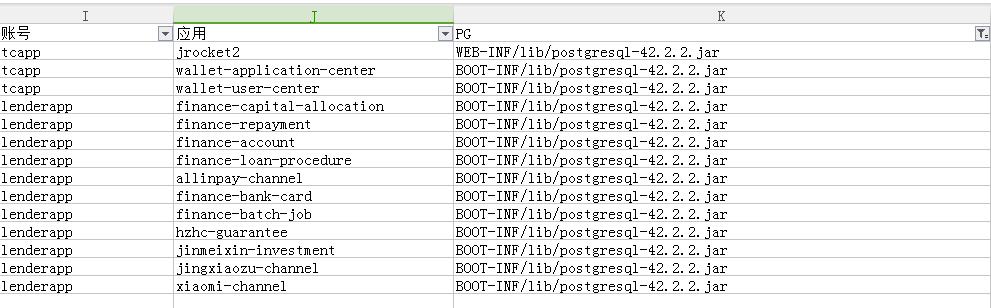 I J K
账号 应用 PG
tcapp jrocket2 WEB-INF/lib/postgresql-42.2.2.jar
tcapp wallet-application-center BOOT-INF/lib/postgresql-42.2.2.jar
tcapp wallet-user-center BOOT-INF/lib/postgresql-42.2.2.jar
lenderapp finance-capital-allocation BOOT-INF/lib/postgresql-42.2.2.jar
lenderapp finance-repayment BOOT-INF/lib/postgresql-42.2.2.jar
lenderapp finance-account BOOT-INF/lib/postgresql-42.2.2.jar
lenderapp finance-loan-procedure BOOT-INF/lib/postgresql-42.2.2.jar
lenderapp allinpay-channel BOOT-INF/lib/postgresql-42.2.2.jar
lenderapp finance-bank-card BOOT-INF/lib/postgresql-42.2.2.jar
lenderapp finance-batch-job BOOT-INF/lib/postgresql-42.2.2.jar
lenderapp hzhc-guarantee BOOT-INF/lib/postgresql-42.2.2.jar
lenderapp jinmeixin-investment BOOT-INF/lib/postgresql-42.2.2.jar
lenderapp jingxiaozu-channel BOOT-INF/lib/postgresql-42.2.2.jar
lenderapp xiaomi-channel BOOT-INF/lib/postgresql-42.2.2.jar